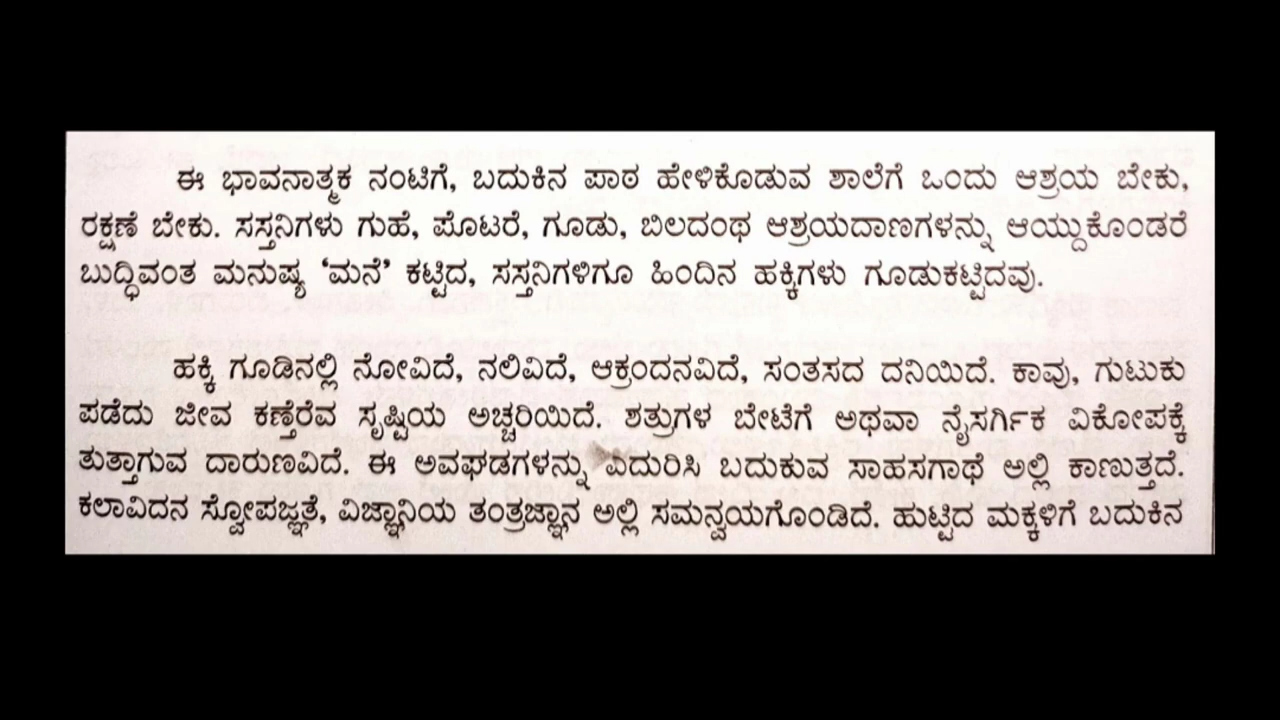 ಈ ಭಾವನಾತ್ಮಕ ನಂಟಿಗೆ, ಬದುಕಿನ ಪಾಠ ಹೇಳಿಕೊಡುವ ಶಾಲೆಗೆ ಒಂದು ಆಶ್ರಯ ಬೇಕು,
ರಕ್ಷಣೆ ಬೇಕು. ಸಸ್ತನಿಗಳು ಗುಹೆ, ಪೊಟರೆ, ಗೂಡು, ಬಿಲದಂಥ ಆಶ್ರಯದಾಣಗಳನ್ನು ಆಯ್ದುಕೊಂಡರೆ
ಬುದ್ಧಿವಂತ ಮನುಷ್ಯ ‘ಮನೆ’ ಕಟ್ಟಿದ, ಸಸ್ತನಿಗಳಿಗೂ ಹಿಂದಿನ ಹಕ್ಕಿಗಳು ಗೂಡುಕಟ್ಟಿದವು.
ಹಕ್ಕಿ ಗೂಡಿನಲ್ಲಿ ನೋವಿದೆ, ನಲಿವಿದೆ, ಆಕ್ರಂದನವಿದೆ, ಸಂತಸದ ದನಿಯಿದೆ. ಕಾವು, ಗುಟುಕು
ಪಡೆದು ಜೀವ ಕಣ್ತೆರೆವ ಸೃಷ್ಟಿಯ ಅಚ್ಚರಿಯಿದೆ. ಶತ್ರುಗಳ ಬೇಟೆಗೆ ಅಥವಾ ನೈಸರ್ಗಿಕ ವಿಕೋಪಕ್ಕೆ
ತುತ್ತಾಗುವ ದಾರುಣವಿದೆ. ಈ ಅವಘಡಗಳನ್ನು ಎದುರಿಸಿ ಬದುಕುವ ಸಾಹಸಗಾಥೆ ಅಲ್ಲಿ ಕಾಣುತ್ತದೆ.
ಕಲಾವಿದನ ಸ್ವೋಪಜ್ಞತೆ, ವಿಜ್ಞಾನಿಯ ತಂತ್ರಜ್ಞಾನ ಅಲ್ಲಿ ಸಮನ್ವಯಗೊಂಡಿದೆ. ಹುಟ್ಟಿದ ಮಕ್ಕಳಿಗೆ ಬದುಕಿನ